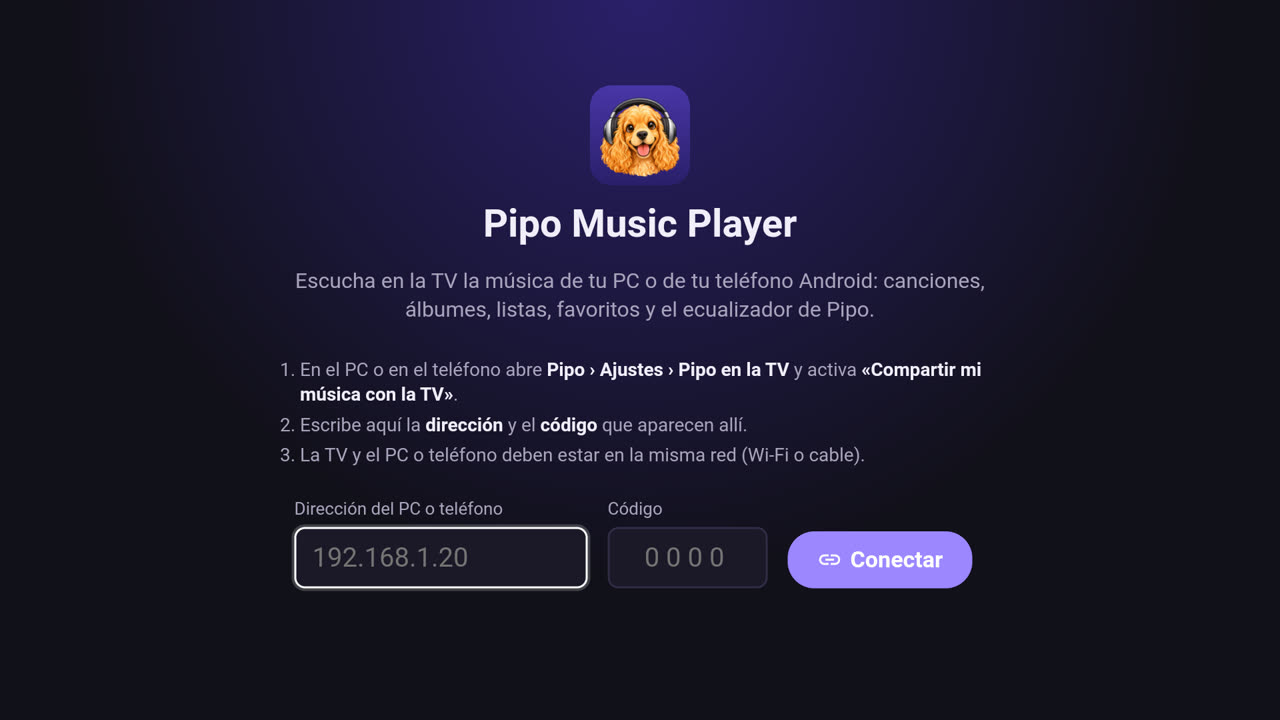 Pipo Music Player
Escucha en la TV la música de tu PC o de tu teléfono Android: canciones,
álbumes, listas, favoritos y el ecualizador de Pipo.
1. En el PC o en el teléfono abre Pipo › Ajustes › Pipo en la TV y activa «Compartir mi
música con la TV».
2. Escribe aquí la dirección y el código que aparecen allí.
3. La TV y el PC o teléfono deben estar en la misma red (Wi-Fi o cable).
Dirección del PC o teléfono
Código
192.168.1.20
0000
Conectar